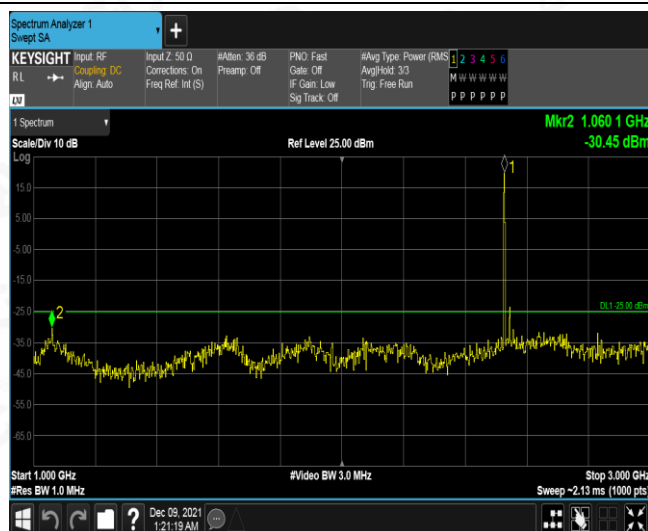 Spectrum Analyzer 1
Swept SA
KEYSIGHT
RL
LXI
Input: RF
Coupling: DC
Align: Auto
Input Z: 50 Ω
Corrections: On
Freq Ref: Int (S)
#Atten: 36 dB
Preamp: Off
PNO: Fast
Gate: Off
IF Gain: Low
Sig Track: Off
#Avg Type: Power (RMS
Avg|Hold: 3/3
Trig: Free Run
1 2 3 4 5 6
M W W W W W
P P P P P P
1 Spectrum
Scale/Div 10 dB
Log
Ref Level 25.00 dBm
Mkr2 1.060 1 GHz
-30.45 dBm
1
15.0
5.00
-5.00
-15.0
-25.0
2
DL1 -25.00 dBm
-35.0
-45.0
-55.0
-65.0
Start 1.000 GHz
#Res BW 1.0 MHz
#Video BW 3.0 MHz
Stop 3.000 GHz
Sweep ~2.13 ms (1000 pts)
?
Dec 09, 2021
1:21:19 AM